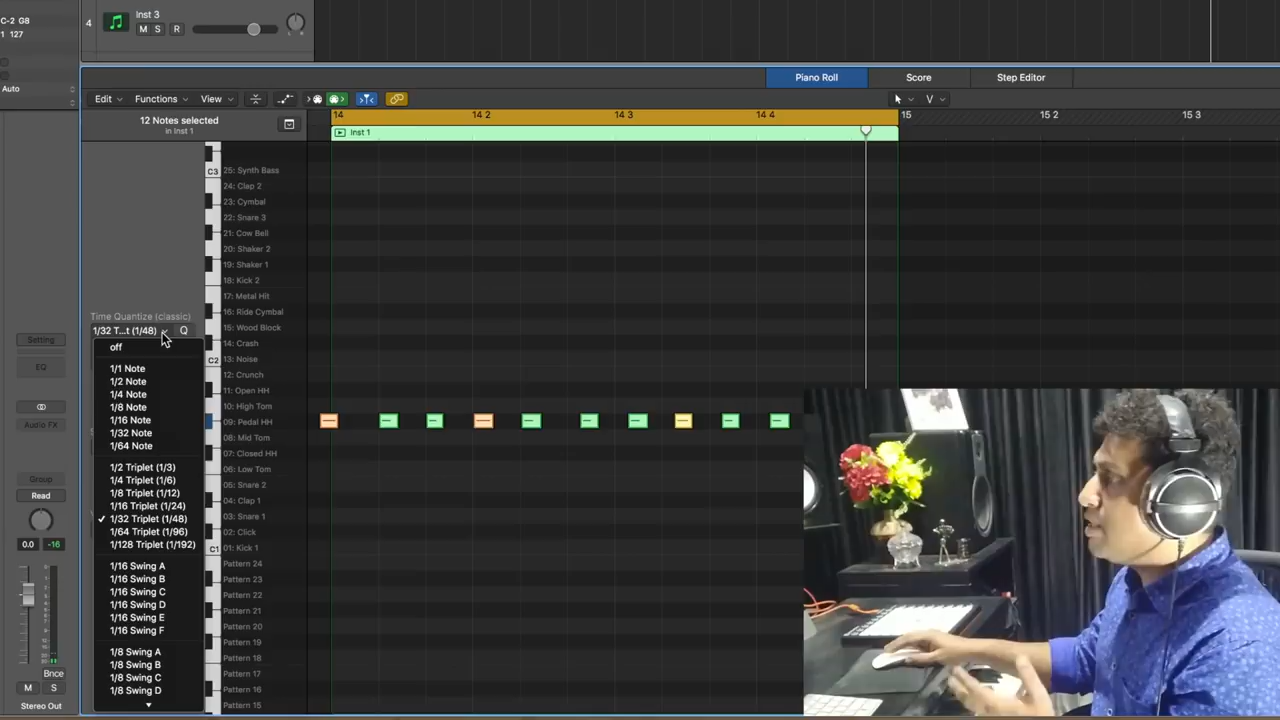 C-2 G8
1 127
Auto
Setting
EQ
Audio FX
Group
Read
0.0 -16
Bnce
M S
Stereo Out
4
Inst 3
M S R
Piano Roll
Score
Step Editor
Edit Functions View
V
12 Notes selected
in Inst 1
14 14 2 14 3 14 4 15 15 2 15 3
Inst 1
Time Quantize (classic)
1/32 T...t (1/48) Q
off
1/1 Note
1/2 Note
1/4 Note
1/8 Note
1/16 Note
1/32 Note
1/64 Note
1/2 Triplet (1/3)
1/4 Triplet (1/6)
1/8 Triplet (1/12)
1/16 Triplet (1/24)
1/32 Triplet (1/48)
1/64 Triplet (1/96)
1/128 Triplet (1/192)
1/16 Swing A
1/16 Swing B
1/16 Swing C
1/16 Swing D
1/16 Swing E
1/16 Swing F
1/8 Swing A
1/8 Swing B
1/8 Swing C
1/8 Swing D
C3
C2
C1
25: Synth Bass
24: Clap 2
23: Cymbal
22: Snare 3
21: Cow Bell
20: Shaker 2
19: Shaker 1
18: Kick 2
17: Metal Hit
16: Ride Cymbal
15: Wood Block
14: Crash
13: Noise
12: Crunch
11: Open HH
10: High Tom
09: Pedal HH
08: Mid Tom
07: Closed HH
06: Low Tom
05: Snare 2
04: Clap 1
03: Snare 1
02: Click
01: Kick 1
Pattern 24
Pattern 23
Pattern 22
Pattern 21
Pattern 20
Pattern 19
Pattern 18
Pattern 17
Pattern 16
Pattern 15